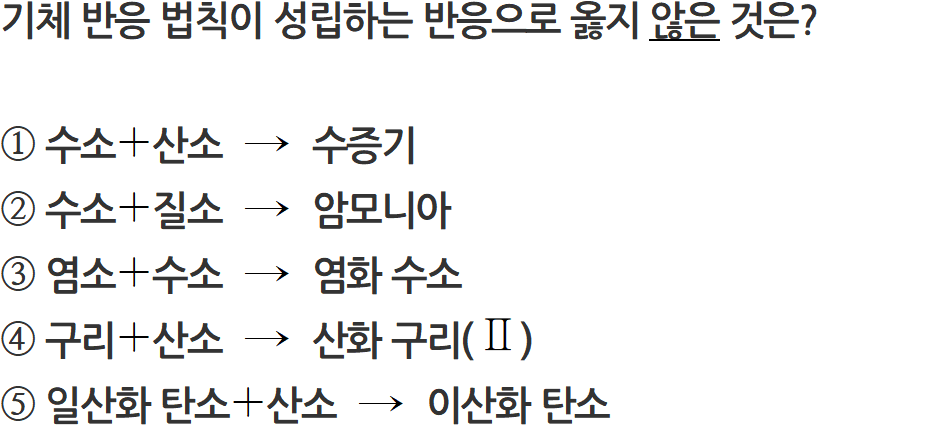 기체 반응 법칙이 성립하는 반응으로 옳지 않은 것은?
① 수소+산소 → 수증기
② 수소+질소 → 암모니아
③ 염소+수소 → 염화 수소
④ 구리+산소 → 산화 구리(Ⅱ)
⑤ 일산화 탄소+산소 → 이산화 탄소